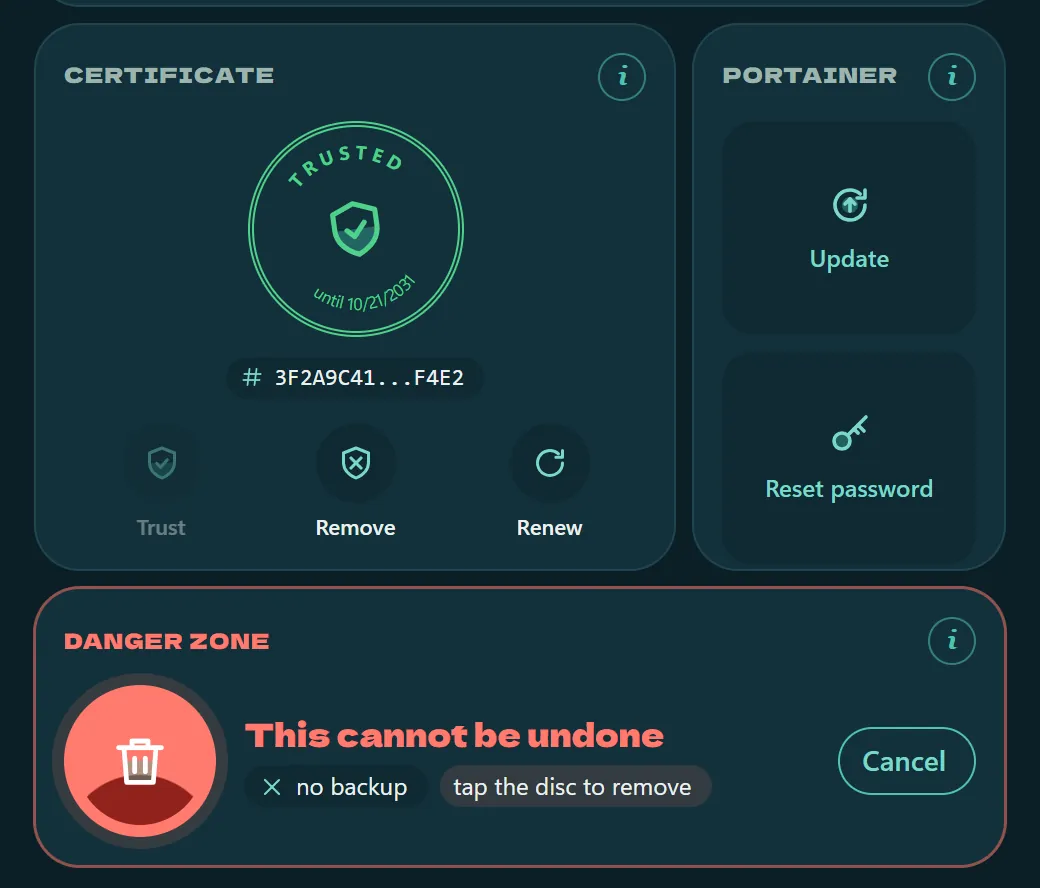 CERTIFICATE
i
TRUSTED
until 10/21/2031
# 3F2A9C41...F4E2
Trust
Remove
Renew
PORTAINER
i
Update
Reset password
DANGER ZONE
i
This cannot be undone
no backup
tap the disc to remove
Cancel